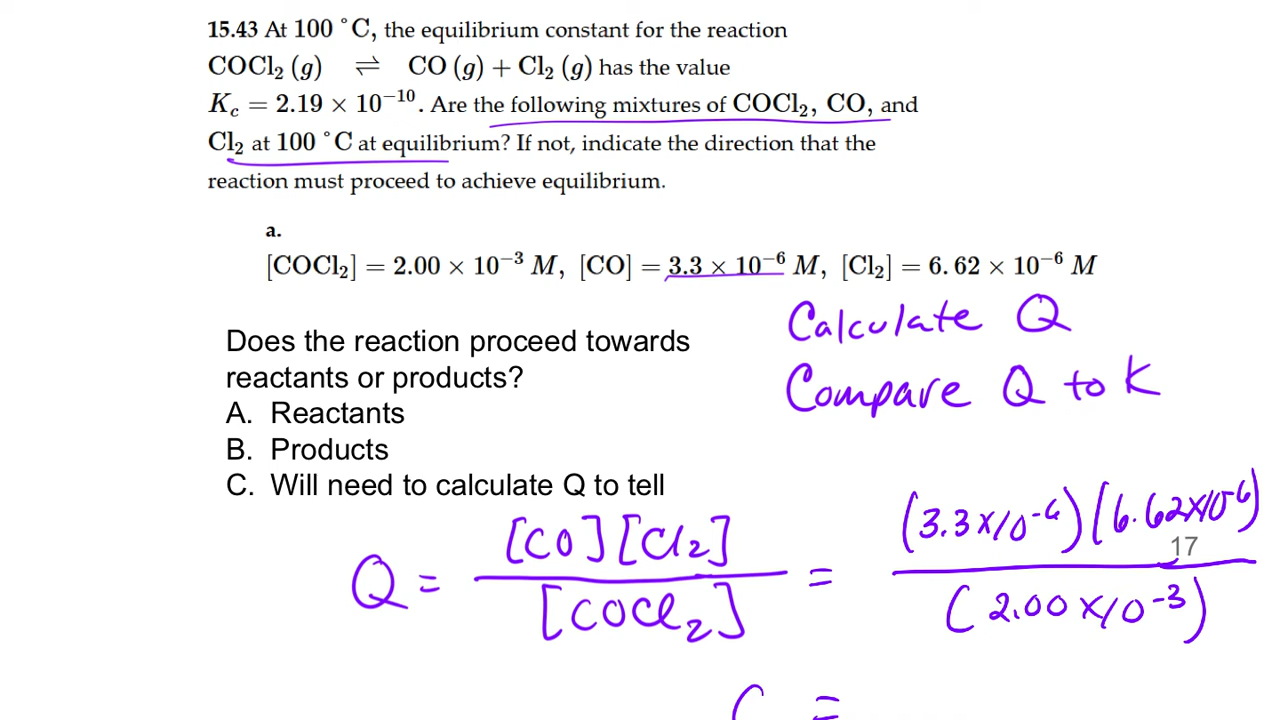 15.43 At 100 °C, the equilibrium constant for the reaction
COCl₂ (g) ⇌ CO (g) + Cl₂ (g) has the value
K꜀ = 2.19 × 10⁻¹⁰. Are the following mixtures of COCl₂, CO, and
Cl₂ at 100 °C at equilibrium? If not, indicate the direction that the
reaction must proceed to achieve equilibrium.
a.
[COCl₂] = 2.00 × 10⁻³ M, [CO] = 3.3 × 10⁻⁶ M, [Cl₂] = 6.62 × 10⁻⁶ M
Calculate Q
Compare Q to K
Does the reaction proceed towards
reactants or products?
A. Reactants
B. Products
C. Will need to calculate Q to tell
Q = [CO][Cl₂] / [COCl₂] = (3.3×10⁻⁶)(6.62×10⁻⁶) / (2.00×10⁻³)
17
=